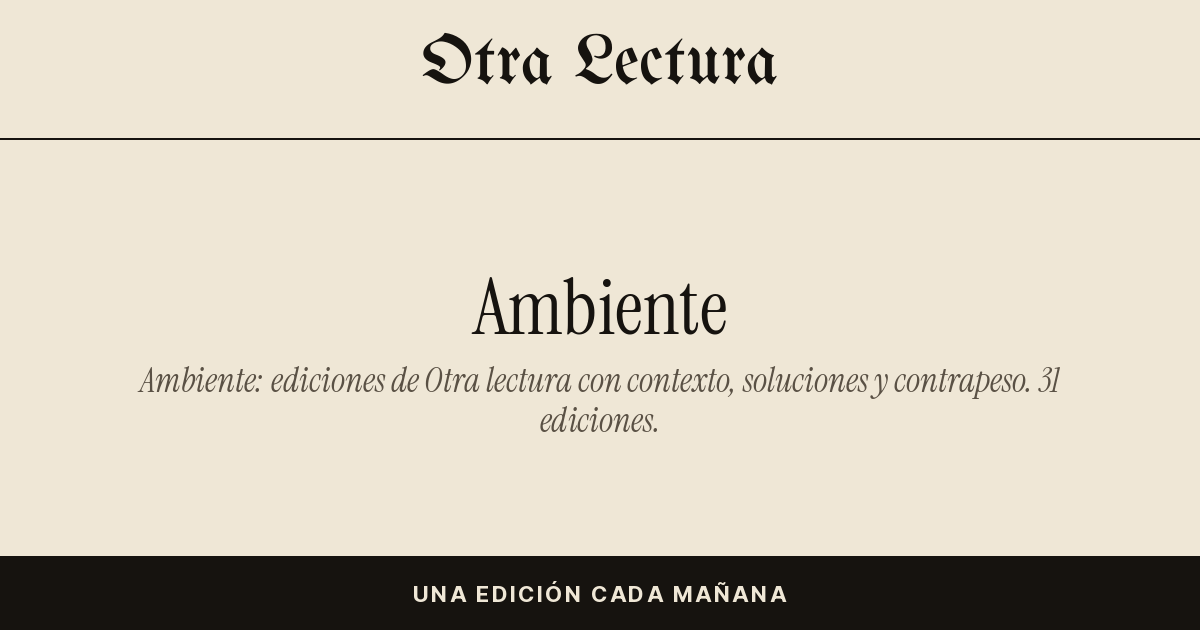 Otra Lectura
Ambiente
Ambiente: ediciones de Otra lectura con contexto, soluciones y contrapeso. 31
ediciones.
UNA EDICIÓN CADA MAÑANA